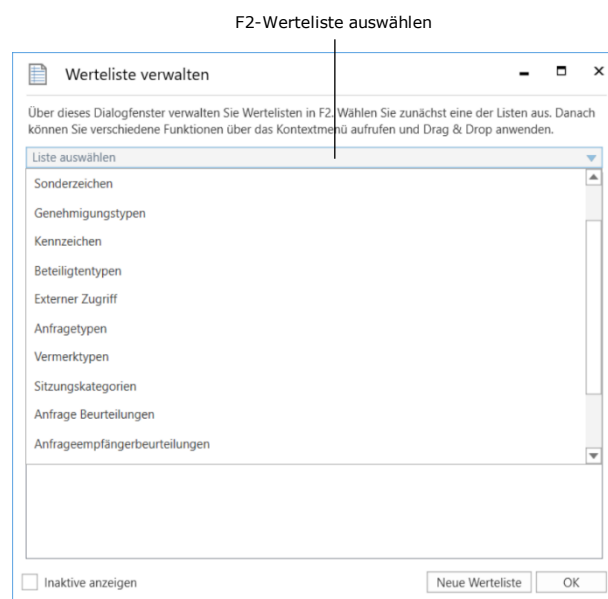 F2-Werteliste auswählen
Werteliste verwalten
Über dieses Dialogfenster verwalten Sie Wertelisten in F2. Wählen Sie zunächst eine der Listen aus. Danach
können Sie verschiedene Funktionen über das Kontextmenü aufrufen und Drag & Drop anwenden.
Liste auswählen
Sonderzeichen
Genehmigungstypen
Kennzeichen
Beteiligtentypen
Externer Zugriff
Anfragetypen
Vermerktypen
Sitzungskategorien
Anfrage Beurteilungen
Anfrageempfängerbeurteilungen
Inaktive anzeigen
Neue Werteliste
OK